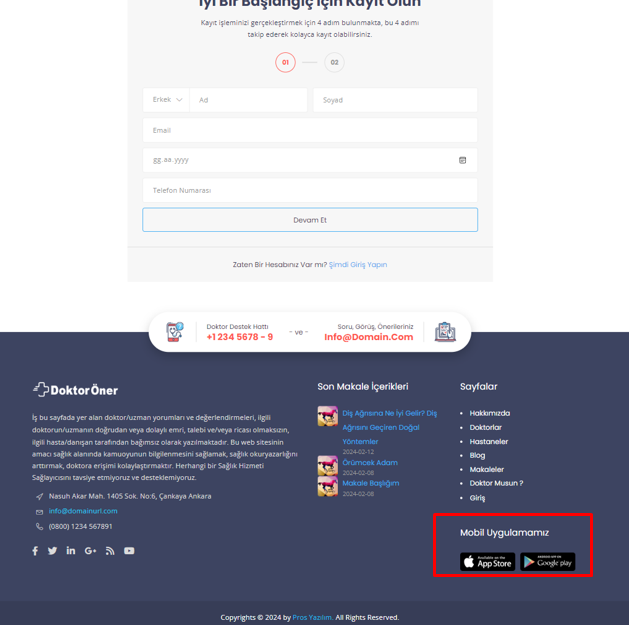 İyi Bir Başlangıç İçin Kayıt Olun
Kayıt işleminizi gerçekleştirmek için 4 adım bulunmakta, bu 4 adımı
takip ederek kolayca kayıt olabilirsiniz.
01
02
Erkek
Ad
Soyad
Email
gg.aa.yyyy
Telefon Numarası
Devam Et
Zaten Bir Hesabınız Var mı? Şimdi Giriş Yapın
Doktor Destek Hattı
+1 234 5678 - 9
- ve -
Soru, Görüş, Önerileriniz
Info@Domain.Com
DoktorÖner
İş bu sayfada yer alan doktor/uzman yorumları ve değerlendirmeleri, ilgili
doktorun/uzmanın doğrudan veya dolaylı emri, talebi ve/veya ricası olmaksızın,
ilgili hasta/danışan tarafından bağımsız olarak yazılmaktadır. Bu web sitesinin
amacı sağlık alanında kamuoyunun bilgilenmesini sağlamak, sağlık okuryazarlığını
arttırmak, doktora erişimi kolaylaştırmaktır. Herhangi bir Sağlık Hizmeti
Sağlayıcısını tavsiye etmiyoruz ve desteklemiyoruz.
Nasuh Akar Mah. 1405 Sok. No:6, Çankaya Ankara
info@domainurl.com
(0800) 1234 567891
Son Makale İçerikleri
Diş Ağrısına Ne İyi Gelir? Diş
Ağrısını Geçiren Doğal
Yöntemler
2024-02-12
Örümcek Adam
2024-02-08
Makale Başlığım
2024-02-08
Sayfalar
Hakkımızda
Doktorlar
Hastaneler
Blog
Makaleler
Doktor Musun ?
Giriş
Mobil Uygulamamız
Available on the
App Store
ANDROID APP ON
Google play
Copyrights © 2024 by Pros Yazılım. All Rights Reserved.